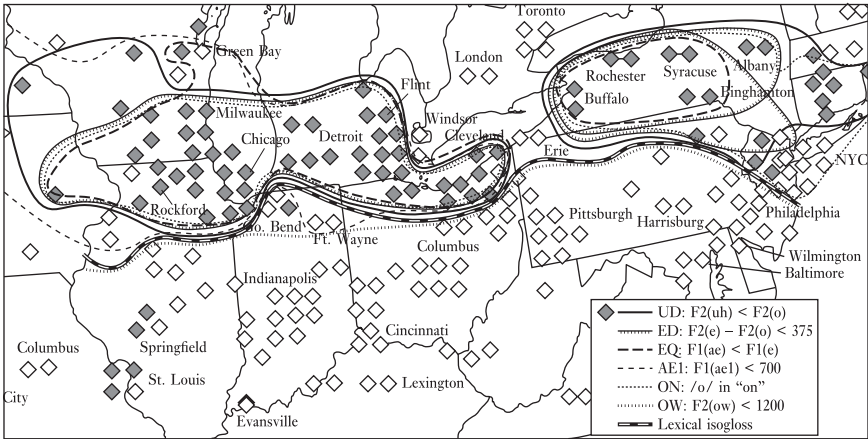 Toronto
Green Bay
London
Rochester
Syracuse
Albany
Flint
Buffalo
Binghamton
Milwaukee
Windsor
Chicago
Detroit
Cleveland
Erie
NYC
Rockford
So. Bend
Ft. Wayne
Pittsburgh
Harrisburg
Philadelphia
Columbus
Wilmington
Baltimore
Indianapolis
UD: F2(uh) < F2(o)
ED: F2(e) – F2(o) < 375
Cincinnati
EQ: F1(ae) < F1(e)
Columbus
Springfield
AE1: F1(ae1) < 700
St. Louis
Lexington
ON: /o/ in “on”
City
OW: F2(ow) < 1200
Evansville
Lexical isogloss